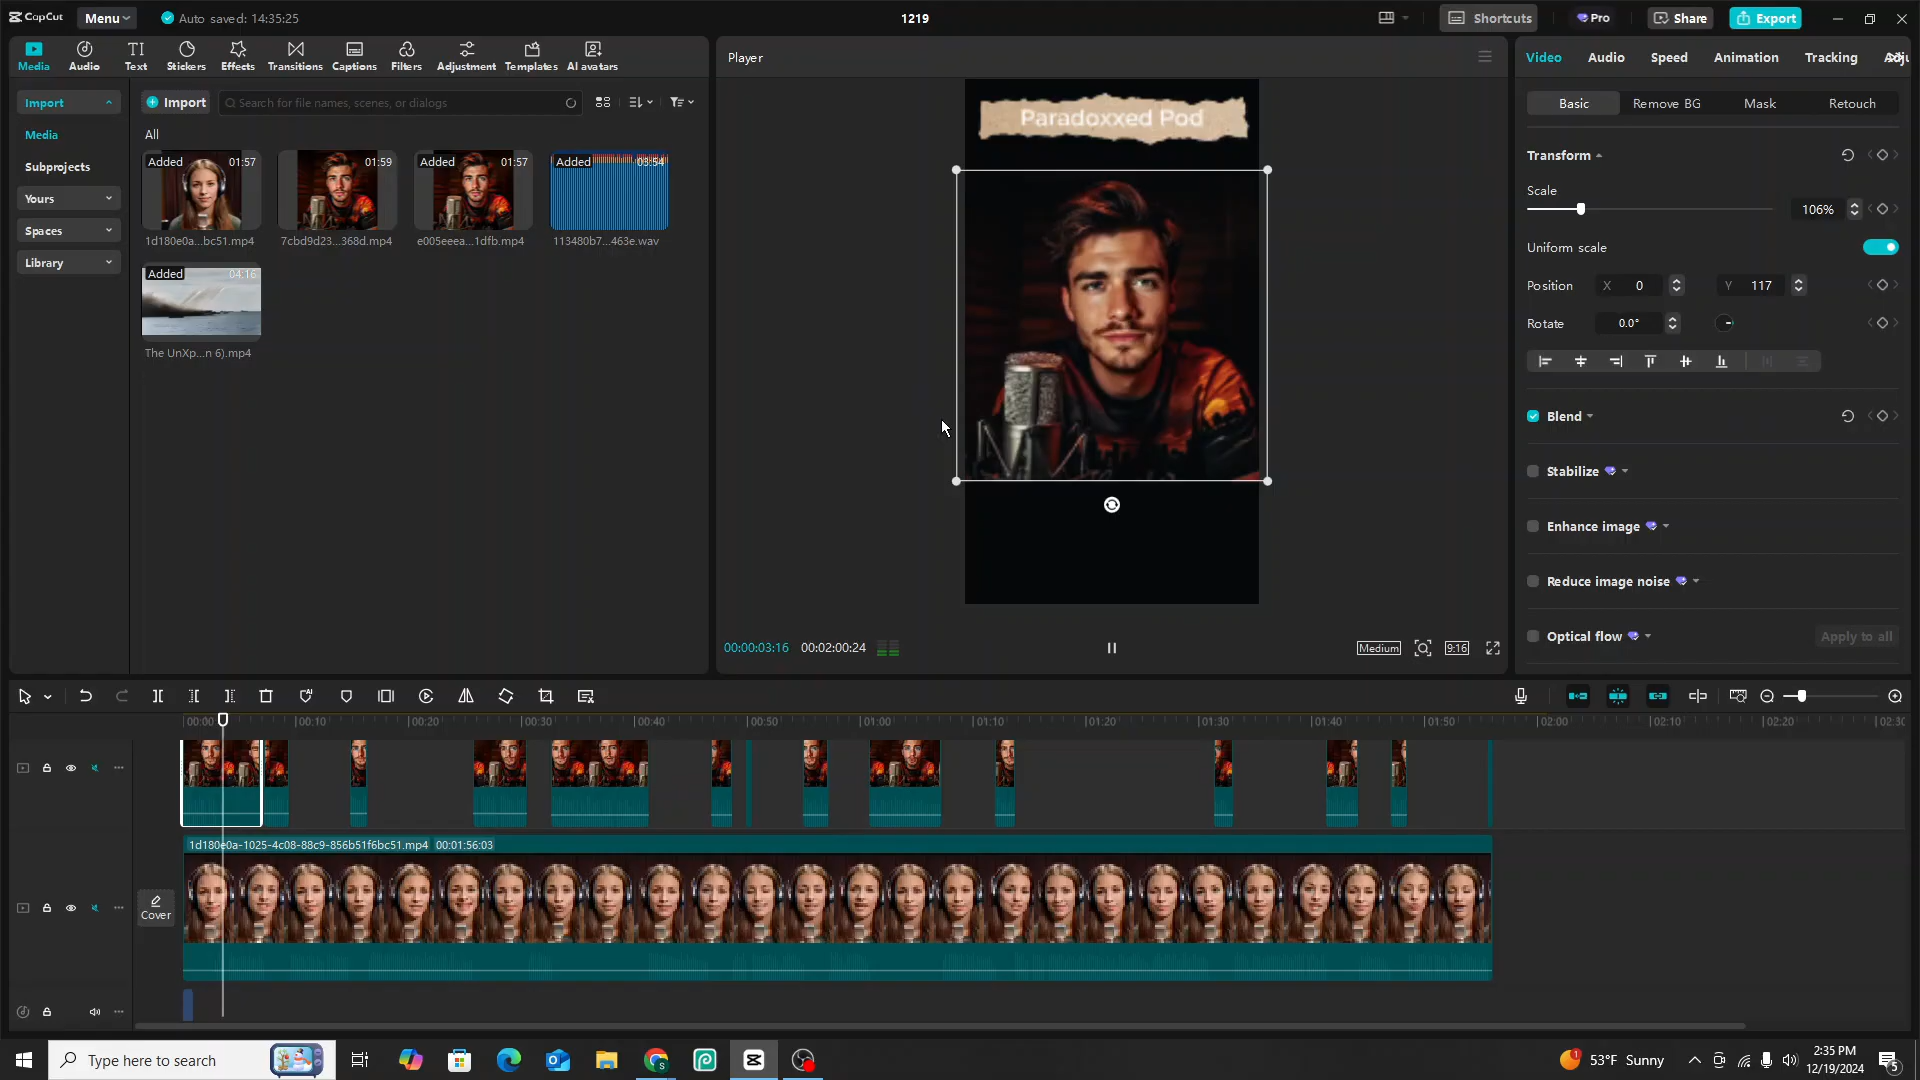 CapCut
Menu
Auto saved: 14:35:25
1219
Shortcuts
Pro
Share
Export
Media
Audio
Text
Stickers
Effects
Transitions
Captions
Filters
Adjustment
Templates
AI avatars
Player
Video
Audio
Speed
Animation
Tracking
Import
Import
Search for file names, scenes, or dialogs
Basic
Remove BG
Mask
Retouch
Media
Subprojects
Yours
Spaces
Library
All
Added 01:57
01:59
Added 01:57
Added 03:54
1d180e0a...bc51.mp4
7cbd9d23...368d.mp4
e005eeea...1dfb.mp4
113480b7...463e.wav
Added 04:16
The UnXp...n 6).mp4
Paradoxxed Pod
Transform
Scale
106%
Uniform scale
Position X 0 Y 117
Rotate 0.0°
Blend
Stabilize
Enhance image
Reduce image noise
Optical flow
Apply to all
00:00:03:16 00:02:00:24
Medium
9:16
00:00 00:10 00:20 00:30 00:40 00:50 01:00 01:10 01:20 01:30 01:40 01:50 02:00 02:10 02:20 02:30
1d180e0a-1025-4c08-88c9-856b51f6bc51.mp4 00:01:56:03
Cover
Type here to search
53°F Sunny
2:35 PM
12/19/2024
1
5